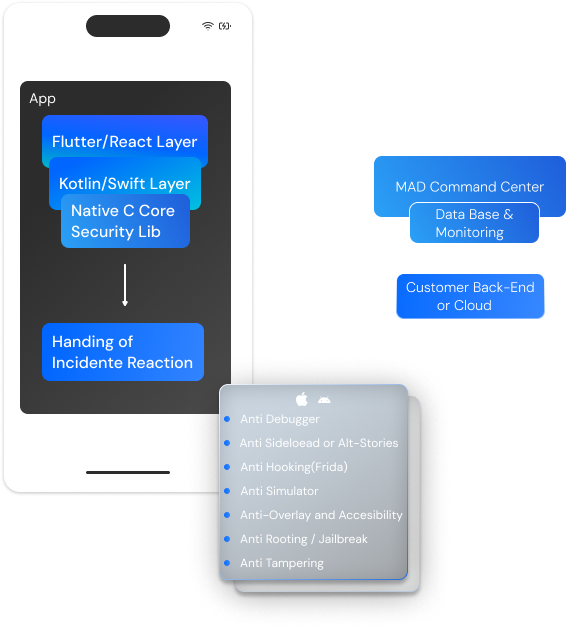 App
Flutter/React Layer
Kotlin/Swift Layer
Native C Core
Security Lib
Handing of
Incidente Reaction
MAD Command Center
Data Base &
Monitoring
Customer Back-End
or Cloud
Anti Debugger
Anti Sideloead or Alt-Stories
Anti Hooking(Frida)
Anti Simulator
Anti-Overlay and Accesibility
Anti Rooting / Jailbreak
Anti Tampering